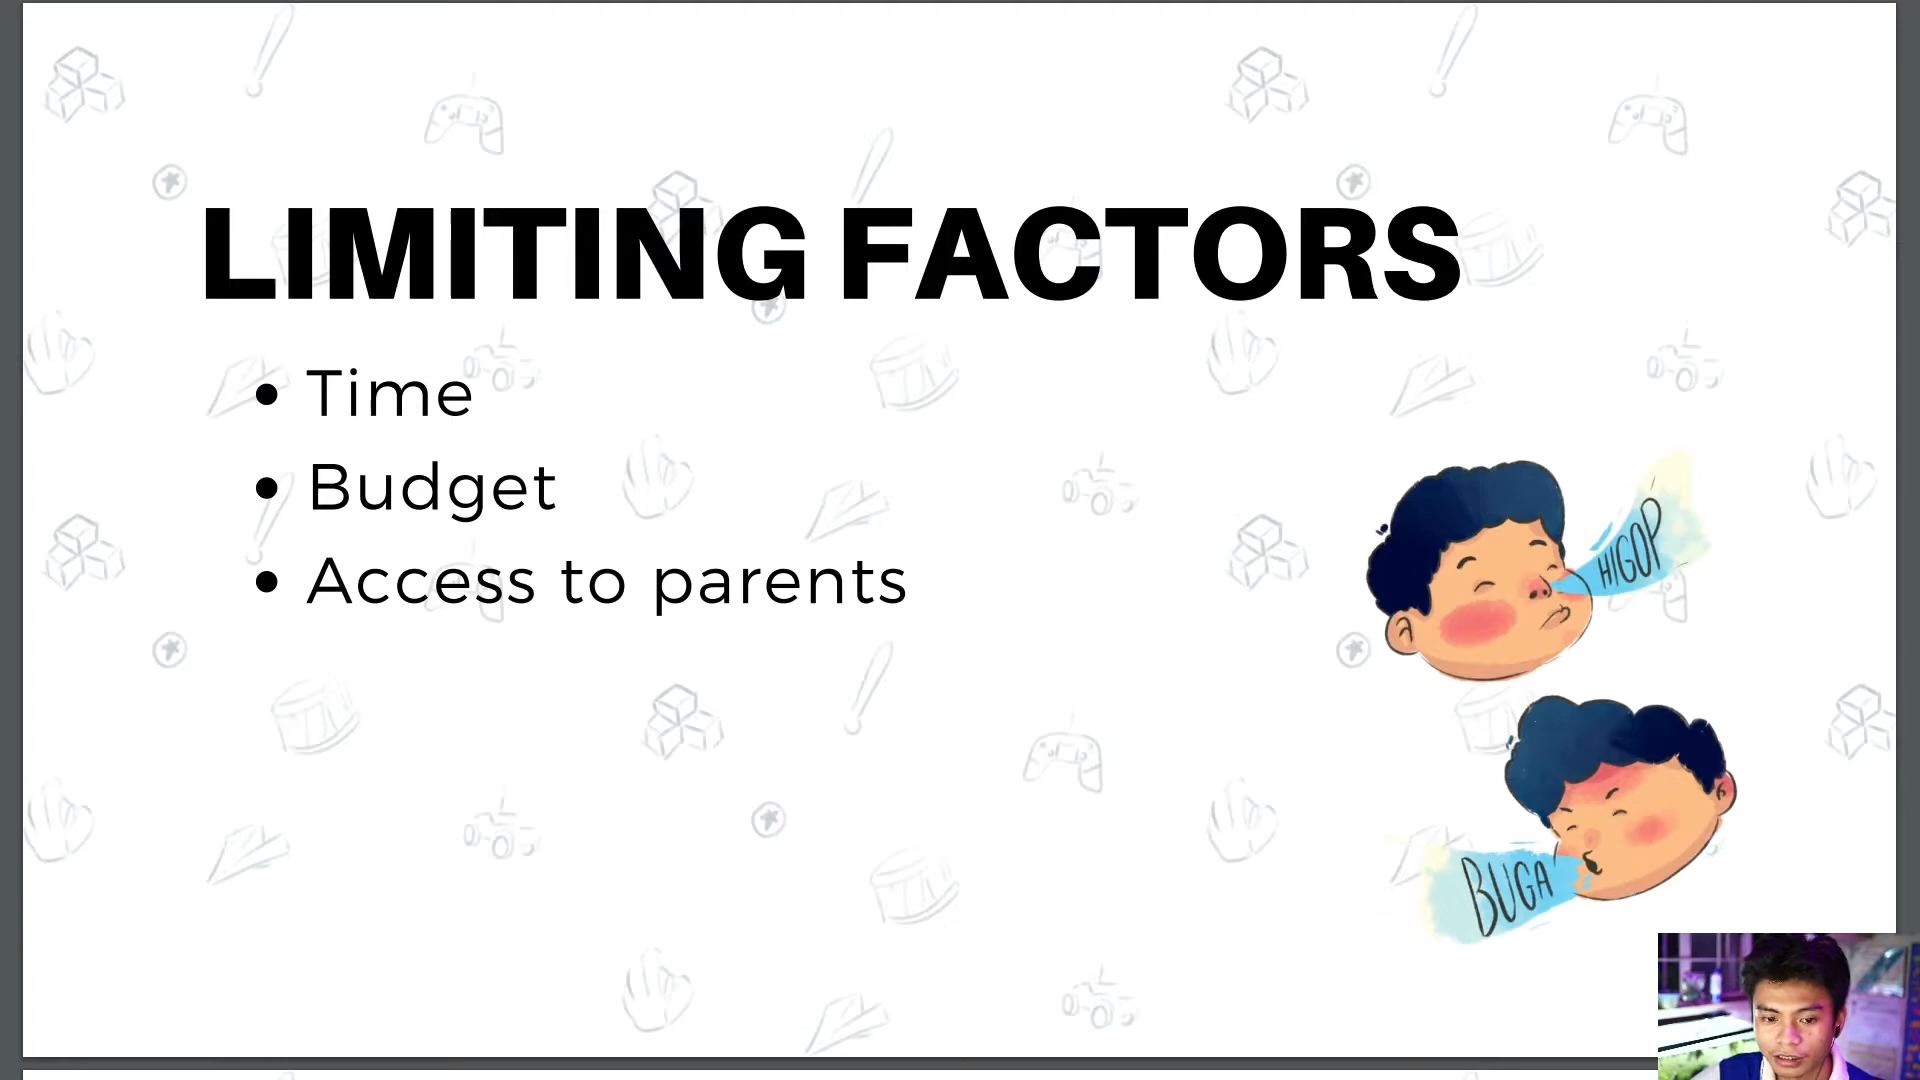 LIMITING FACTORS
Time
Budget
Access to parents
HIGOP
BUGA